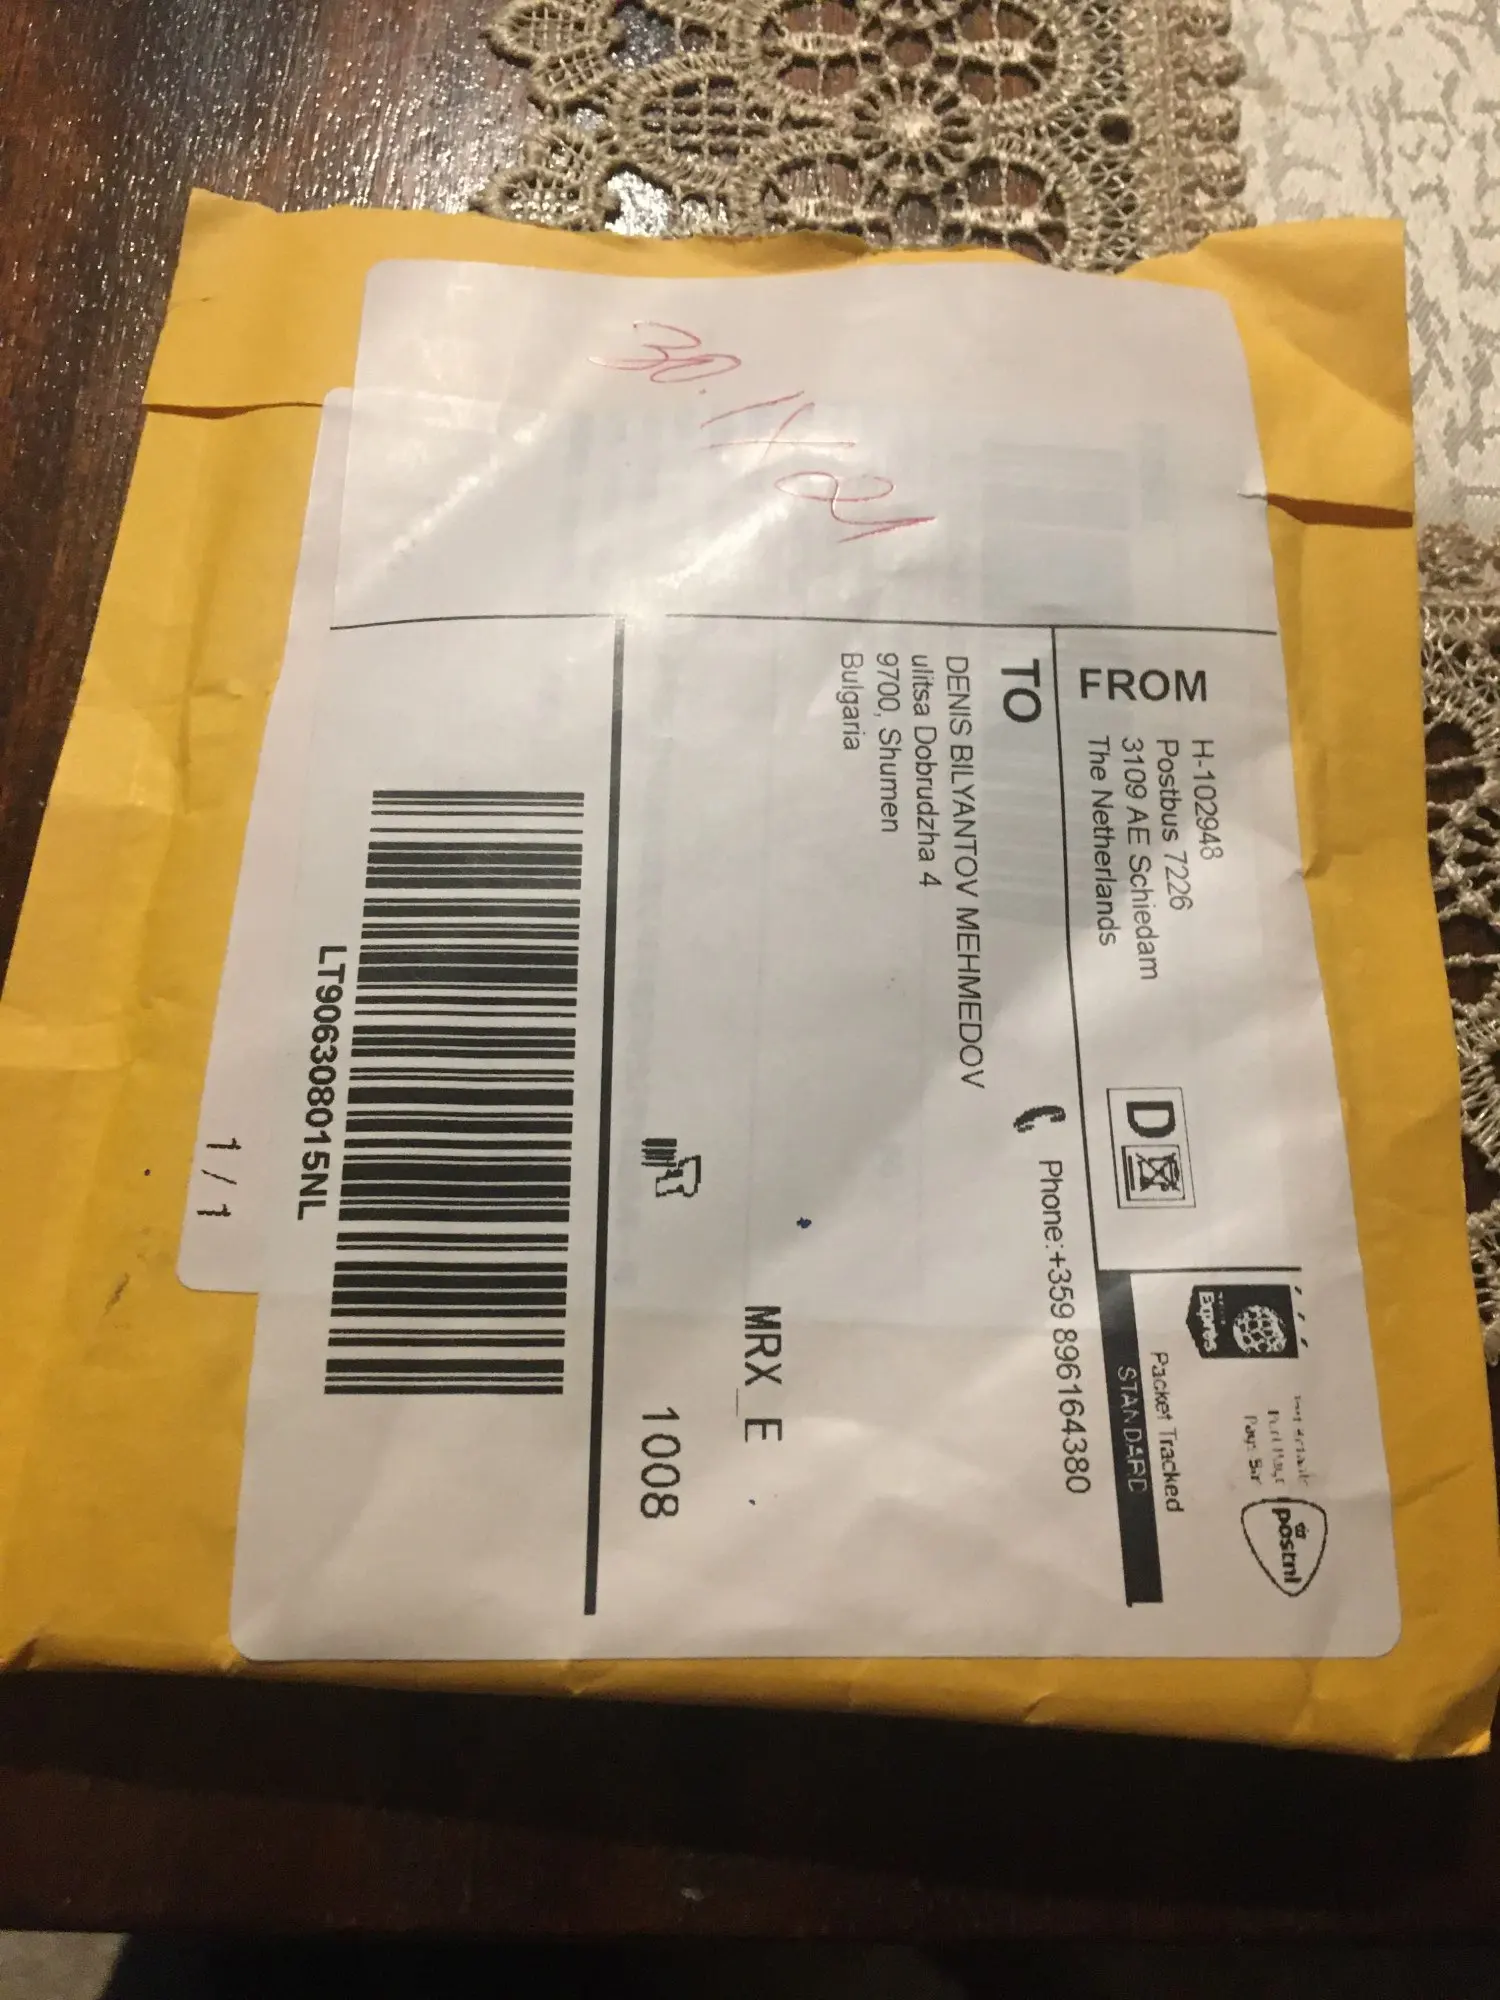 30.11 21
FROM
H-102948
Postbus 7226
3109 AE Schiedam
The Netherlands
D
Expres
postnl
Packet Tracked
STANDARD
TO
Phone:+359 896164380
DENIS BILYANTOV MEHMEDOV
ulitsa Dobrudzha 4
9700, Shumen
Bulgaria
MRX_E
1008
LT906308015NL
1 / 1